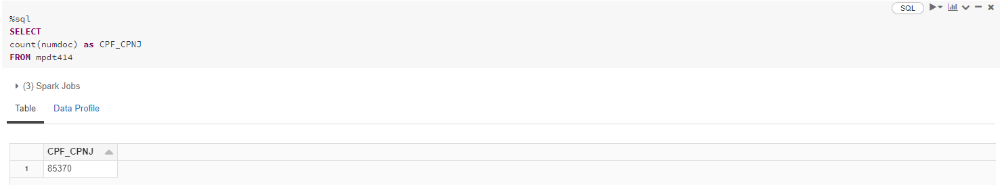 SQL
%sql
SELECT
count(numdoc) as CPF_CPNJ
FROM mpdt414
(3) Spark Jobs
Table Data Profile
CPF_CPNJ
1 85370